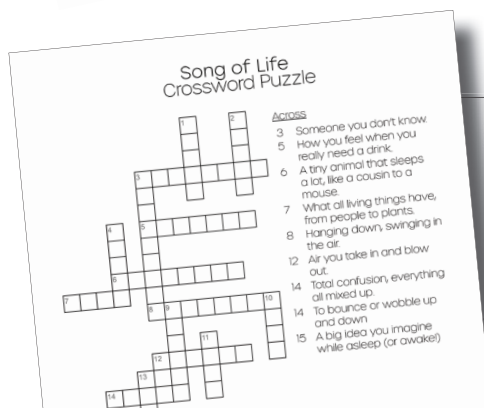 Song of Life
Crossword Puzzle
Across
3 Someone you don't know.
5 How you feel when you
really need a drink.
6 A tiny animal that sleeps
a lot, like a cousin to a
mouse.
7 What all living things have,
from people to plants.
8 Hanging down, swinging in
the air.
12 Air you take in and blow
out.
14 Total confusion, everything
all mixed up.
14 To bounce or wobble up
and down
15 A big idea you imagine
while asleep (or awake!)
1
2
3
4
5
6
7
8
9
10
11
12
13
14